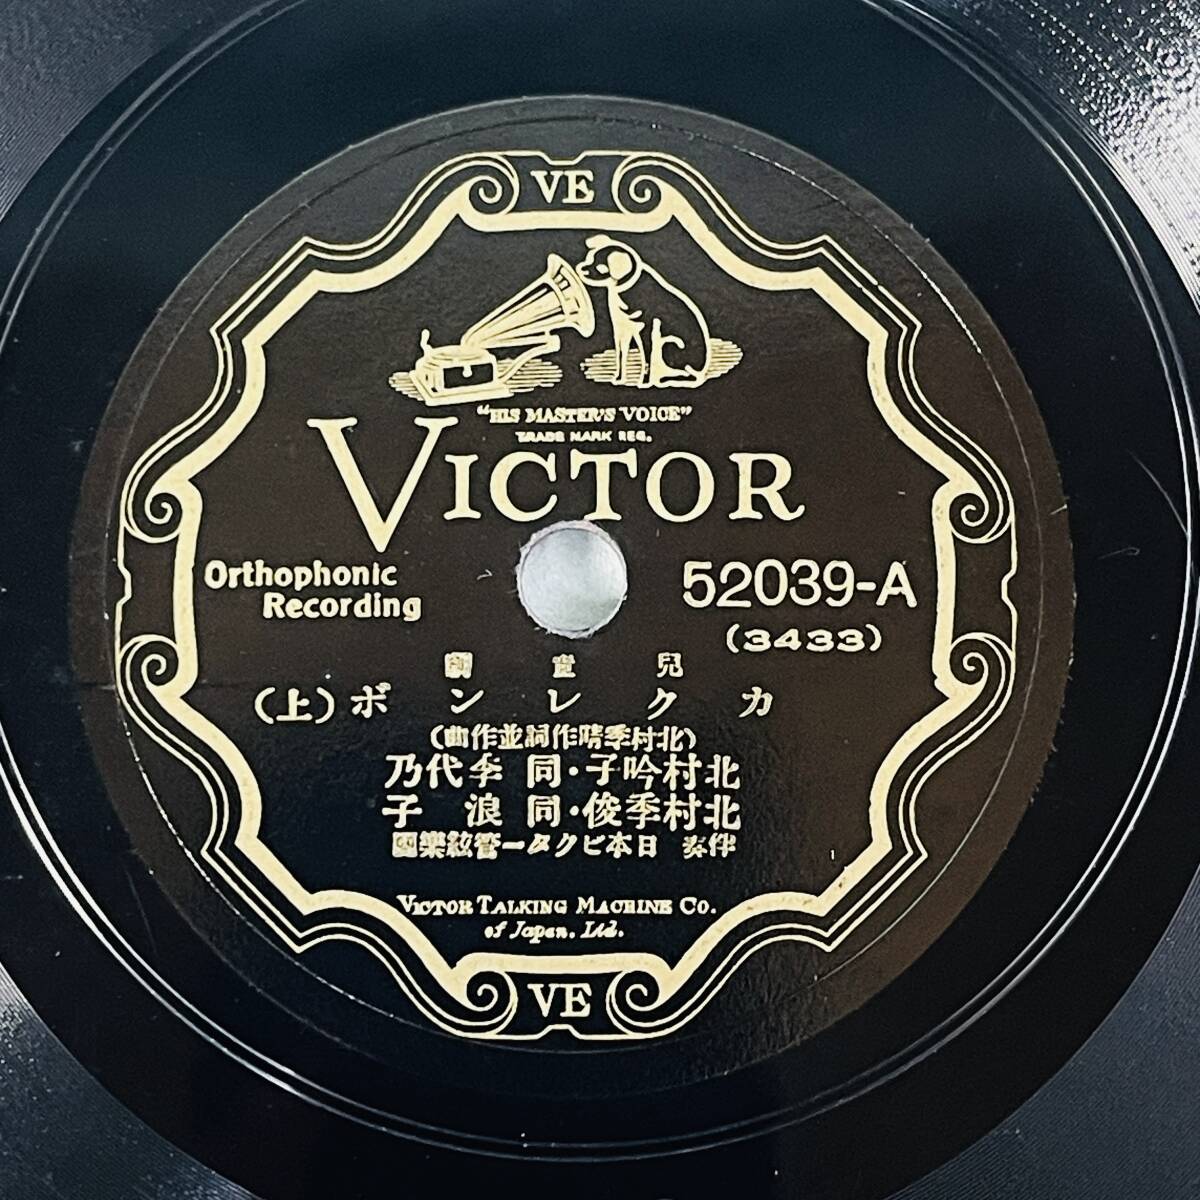 VE
"HIS MASTER'S VOICE"
TRADE MARK REG.
VICTOR
Orthophonic
Recording
52039-A
(3433)
兒童劇
カクレンボ(上)
(北村季晴作詞並作曲)
北村吟子・同 季代乃
北村季俊・同 浪子
伴奏 日本ビクター管絃樂團
VICTOR TALKING MACHINE CO.
of Japan, Ltd.
VE